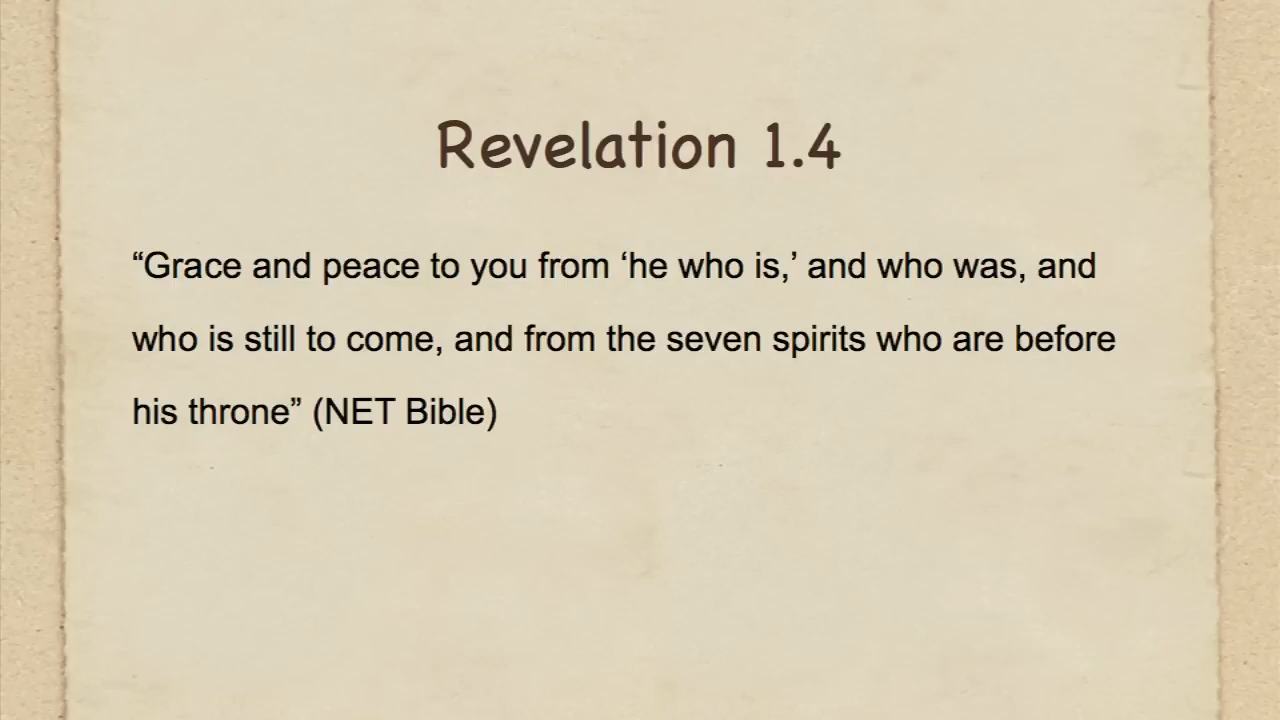 Revelation 1.4
“Grace and peace to you from ‘he who is,’ and who was, and
who is still to come, and from the seven spirits who are before
his throne” (NET Bible)